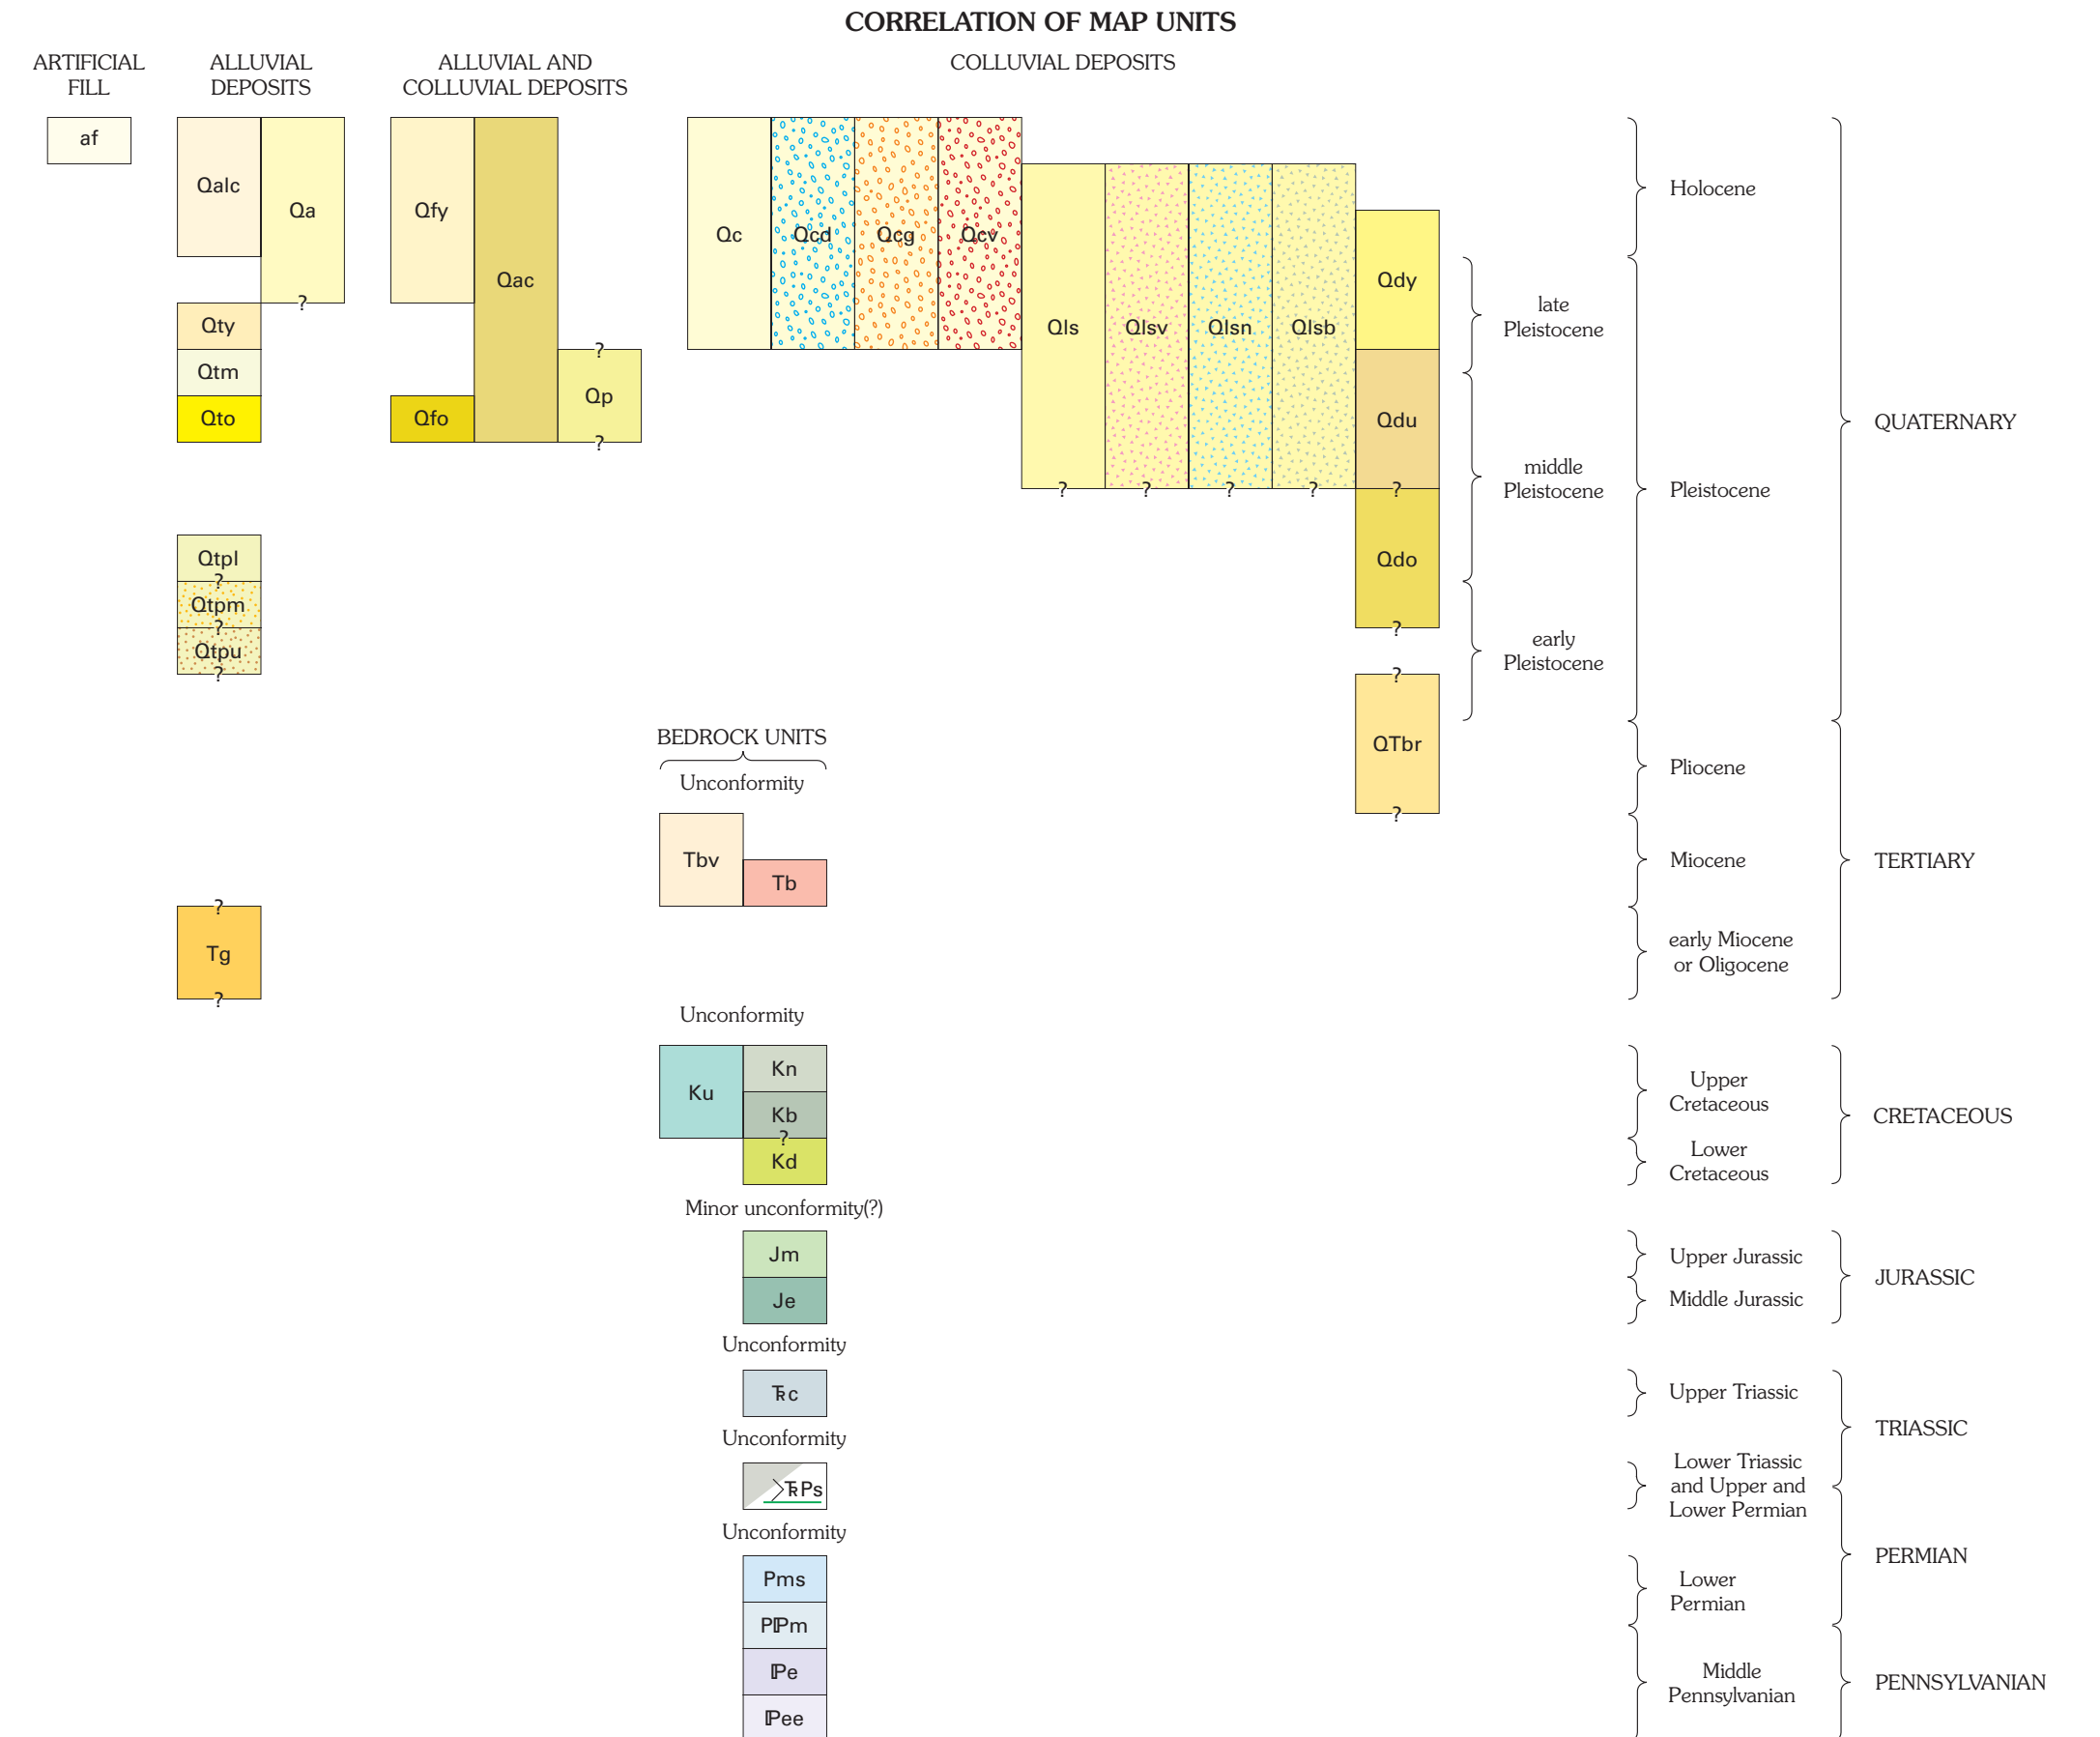 CORRELATION OF MAP UNITS
ARTIFICIAL
FILL
ALLUVIAL
DEPOSITS
ALLUVIAL AND
COLLUVIAL DEPOSITS
COLLUVIAL DEPOSITS
af
Qalc
Qa
?
Qty
Qtm
Qto
Qtpl
?
Qtpm
?
Qtpu
?
?
Tg
?
Qfy
Qac
Qfo
?
Qp
?
Qc
Qcd
Qcg
Qcv
Qls
?
Qlsv
?
Qlsn
?
Qlsb
?
Qdy
Qdu
?
Qdo
?
?
QTbr
?
BEDROCK UNITS
Unconformity
Tbv
Tb
Unconformity
Ku
Kn
Kb
?
Kd
Minor unconformity(?)
Jm
Je
Unconformity
TRc
Unconformity
TRPs
Unconformity
Pms
PℙPm
ℙe
ℙee
late
Pleistocene
middle
Pleistocene
early
Pleistocene
Holocene
Pleistocene
Pliocene
Miocene
early Miocene
or Oligocene
Upper
Cretaceous
Lower
Cretaceous
Upper Jurassic
Middle Jurassic
Upper Triassic
Lower Triassic
and Upper and
Lower Permian
Lower
Permian
Middle
Pennsylvanian
QUATERNARY
TERTIARY
CRETACEOUS
JURASSIC
TRIASSIC
PERMIAN
PENNSYLVANIAN